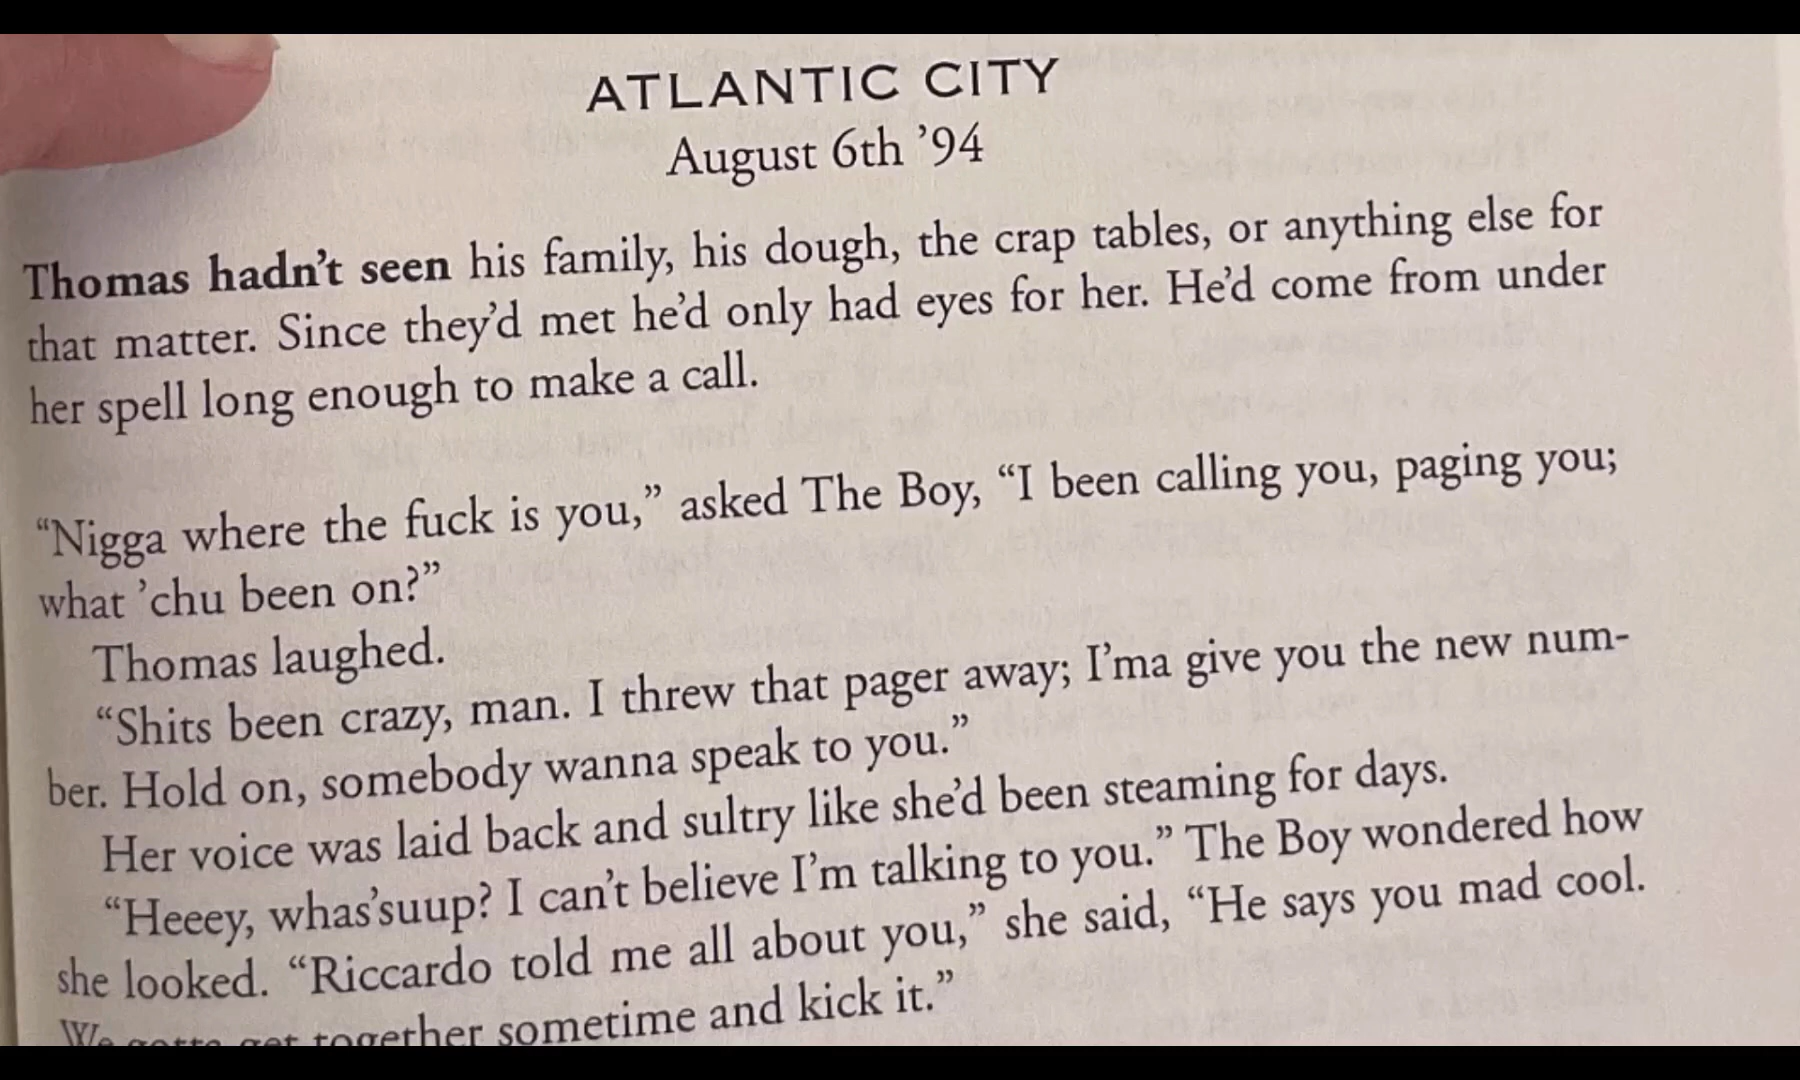 ATLANTIC CITY
August 6th ’94
Thomas hadn’t seen his family, his dough, the crap tables, or anything else for
that matter. Since they’d met he’d only had eyes for her. He’d come from under
her spell long enough to make a call.
“Nigga where the fuck is you,” asked The Boy, “I been calling you, paging you;
what ’chu been on?”
Thomas laughed.
“Shits been crazy, man. I threw that pager away; I’ma give you the new num-
ber. Hold on, somebody wanna speak to you.”
Her voice was laid back and sultry like she’d been steaming for days.
“Heeey, whas’suup? I can’t believe I’m talking to you.” The Boy wondered how
she looked. “Riccardo told me all about you,” she said, “He says you mad cool.
We gotta get together sometime and kick it.”